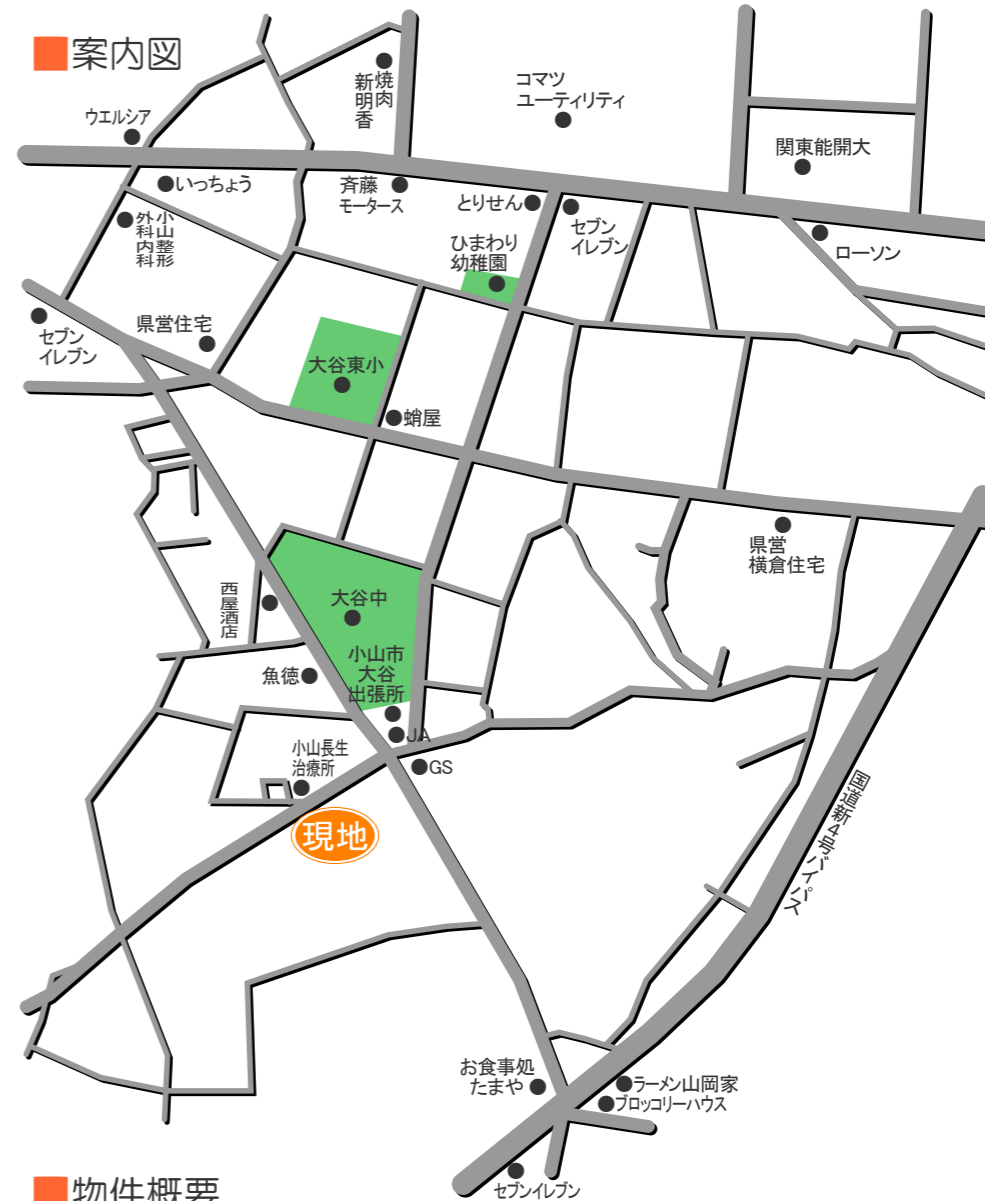 ■案内図
焼肉
新明香
コマツ
ユーティリティ
ウエルシア
関東能開大
いっちょう
斉藤
モータース
とりせん
セブン
イレブン
小山整形
外科内科
ひまわり
幼稚園
ローソン
セブン
イレブン
県営住宅
大谷東小
蛸屋
県営
横倉住宅
西屋酒店
大谷中
小山市
大谷
出張所
魚徳
JA
小山長生
治療所
GS
現地
国道新4号バイパス
お食事処
たまや
ラーメン山岡家
ブロッコリーハウス
セブンイレブン
■物件概要